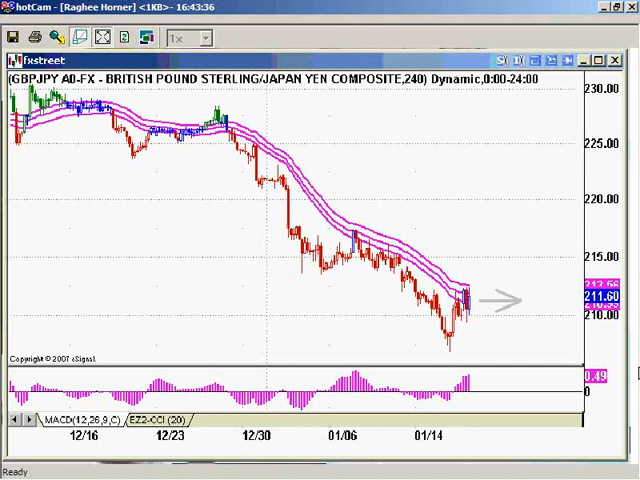 hotCam - [Raghee Horner] <1KB> - 16:43:36
1x
fxstreet
(GBPJPY A0-FX - BRITISH POUND STERLING/JAPAN YEN COMPOSITE,240) Dynamic,0:00-24:00
230.00
225.00
220.00
215.00
212.56
211.60
210.00
Copyright © 2007 eSignal.
0.49
0
MACD(12,26,9,C) EZ2-CCI (20)
12/16 12/23 12/30 01/06 01/14
Ready